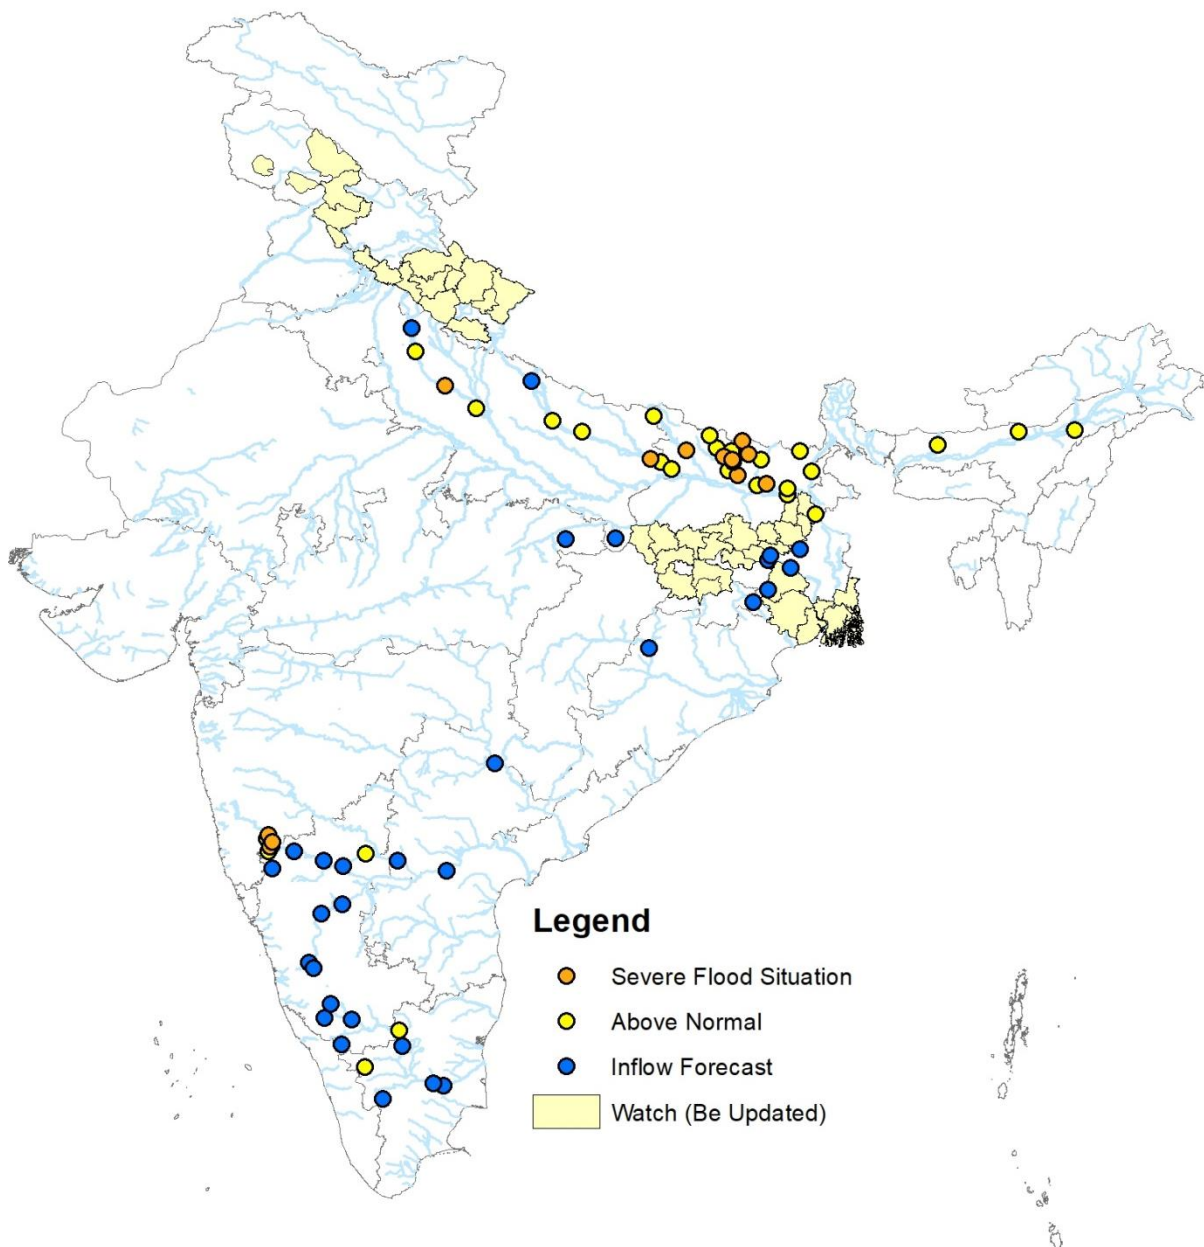 Legend
Severe Flood Situation
Above Normal
Inflow Forecast
Watch (Be Updated)